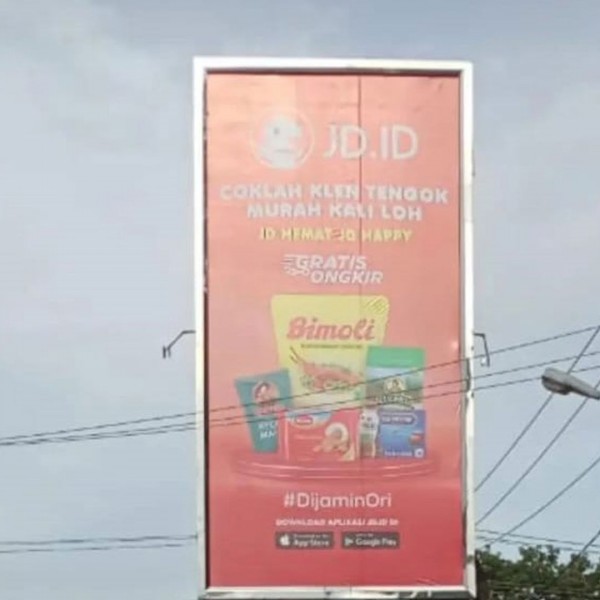 JD.ID
COKLAH KLEN TENGOK
MURAH KALI LOH
JD HEMAT JD HAPPY
GRATIS
ONGKIR
Bimoli
#DijaminOri
DOWNLOAD APLIKASI JD.ID DI
App Store
Google Play